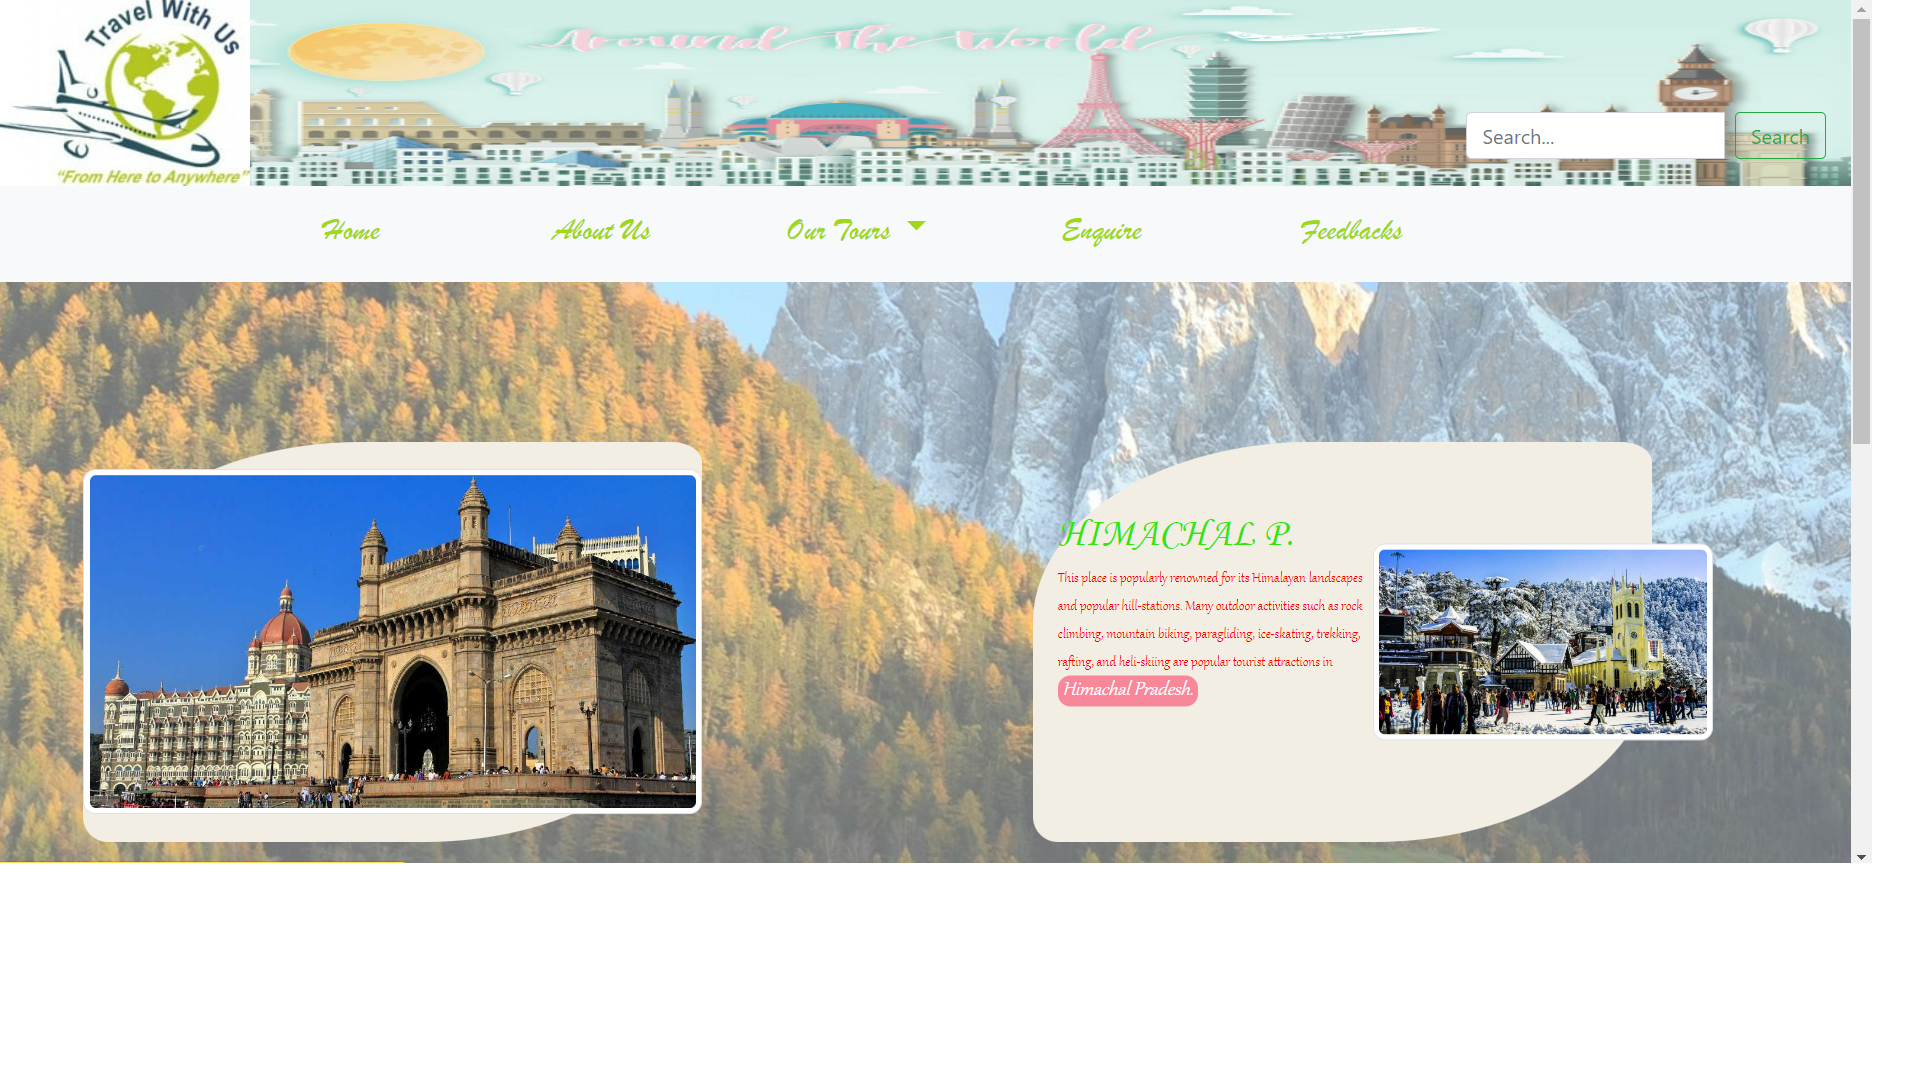 Travel With Us
"From Here to Anywhere"
Around The World
Search...
Search
Home
About Us
Our Tours
Enquire
Feedbacks
HIMACHAL P.
This place is popularly renowned for its Himalayan landscapes
and popular hill-stations. Many outdoor activities such as rock
climbing, mountain biking, paragliding, ice-skating, trekking,
rafting, and heli-skiing are popular tourist attractions in
Himachal Pradesh.